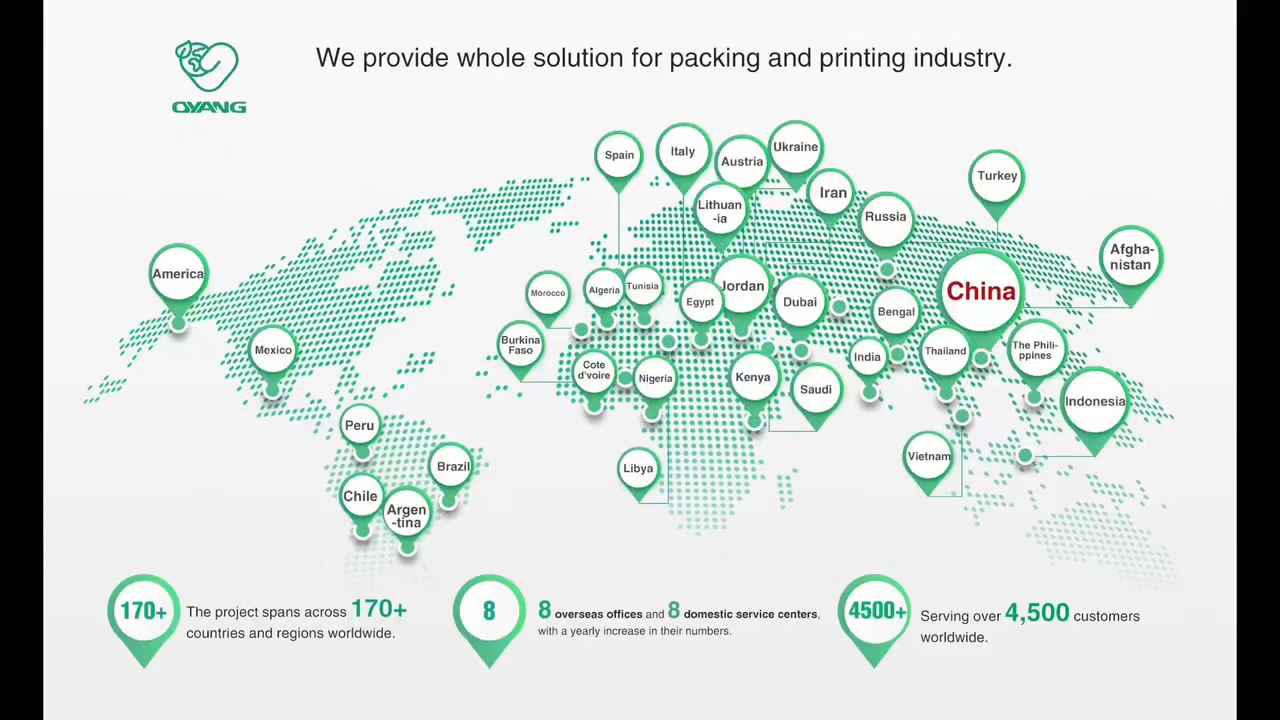 We provide whole solution for packing and printing industry.
OYANG
Spain
Italy
Austria
Ukraine
Turkey
Lithuan
-ia
Iran
Russia
Afgha-
nistan
America
Morocco
Algeria
Tunisia
Egypt
Jordan
Dubai
Bengal
China
Mexico
Burkina
Faso
Cote
d'voire
Nigeria
Kenya
Saudi
India
Thailand
The Phili-
ppines
Indonesia
Peru
Brazil
Libya
Vietnam
Chile
Argen
-tina
170+
The project spans across 170+
countries and regions worldwide.
8
8 overseas offices and 8 domestic service centers,
with a yearly increase in their numbers.
4500+
Serving over 4,500 customers
worldwide.